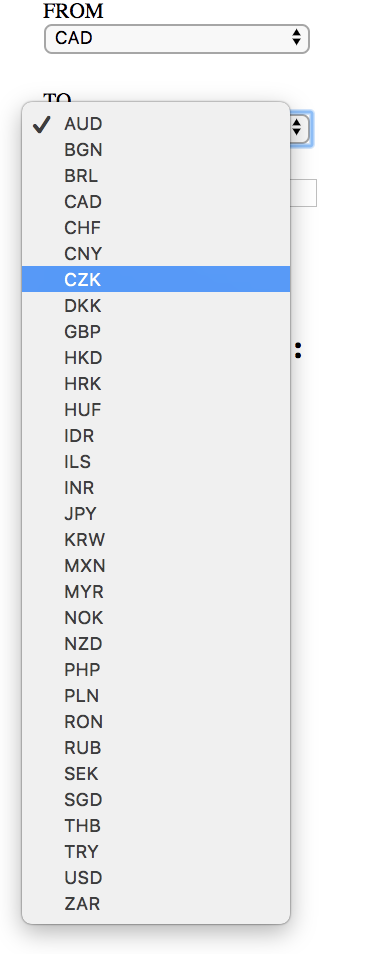 FROM
CAD
TO
AUD
BGN
BRL
CAD
CHF
CNY
CZK
DKK
GBP
HKD
HRK
HUF
IDR
ILS
INR
JPY
KRW
MXN
MYR
NOK
NZD
PHP
PLN
RON
RUB
SEK
SGD
THB
TRY
USD
ZAR
: